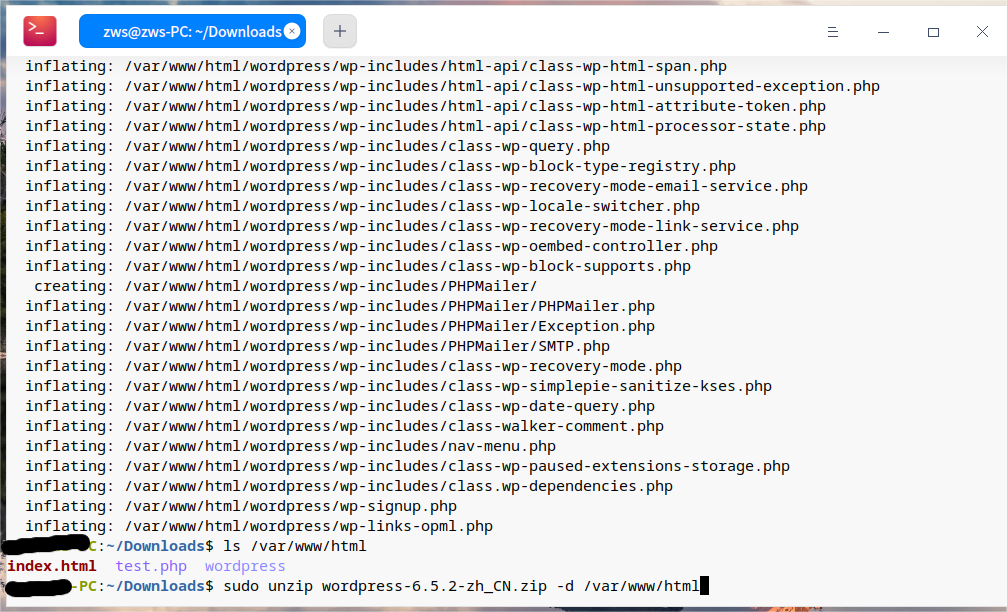 zws@zws-PC: ~/Downloads
inflating: /var/www/html/wordpress/wp-includes/html-api/class-wp-html-span.php
inflating: /var/www/html/wordpress/wp-includes/html-api/class-wp-html-unsupported-exception.php
inflating: /var/www/html/wordpress/wp-includes/html-api/class-wp-html-attribute-token.php
inflating: /var/www/html/wordpress/wp-includes/html-api/class-wp-html-processor-state.php
inflating: /var/www/html/wordpress/wp-includes/class-wp-query.php
inflating: /var/www/html/wordpress/wp-includes/class-wp-block-type-registry.php
inflating: /var/www/html/wordpress/wp-includes/class-wp-recovery-mode-email-service.php
inflating: /var/www/html/wordpress/wp-includes/class-wp-locale-switcher.php
inflating: /var/www/html/wordpress/wp-includes/class-wp-recovery-mode-link-service.php
inflating: /var/www/html/wordpress/wp-includes/class-wp-oembed-controller.php
inflating: /var/www/html/wordpress/wp-includes/class-wp-block-supports.php
creating: /var/www/html/wordpress/wp-includes/PHPMailer/
inflating: /var/www/html/wordpress/wp-includes/PHPMailer/PHPMailer.php
inflating: /var/www/html/wordpress/wp-includes/PHPMailer/Exception.php
inflating: /var/www/html/wordpress/wp-includes/PHPMailer/SMTP.php
inflating: /var/www/html/wordpress/wp-includes/class-wp-recovery-mode.php
inflating: /var/www/html/wordpress/wp-includes/class-wp-simplepie-sanitize-kses.php
inflating: /var/www/html/wordpress/wp-includes/class-wp-date-query.php
inflating: /var/www/html/wordpress/wp-includes/class-walker-comment.php
inflating: /var/www/html/wordpress/wp-includes/nav-menu.php
inflating: /var/www/html/wordpress/wp-includes/class-wp-paused-extensions-storage.php
inflating: /var/www/html/wordpress/wp-includes/class.wp-dependencies.php
inflating: /var/www/html/wordpress/wp-signup.php
inflating: /var/www/html/wordpress/wp-links-opml.php
C:~/Downloads$ ls /var/www/html
index.html test.php wordpress
-PC:~/Downloads$ sudo unzip wordpress-6.5.2-zh_CN.zip -d /var/www/html